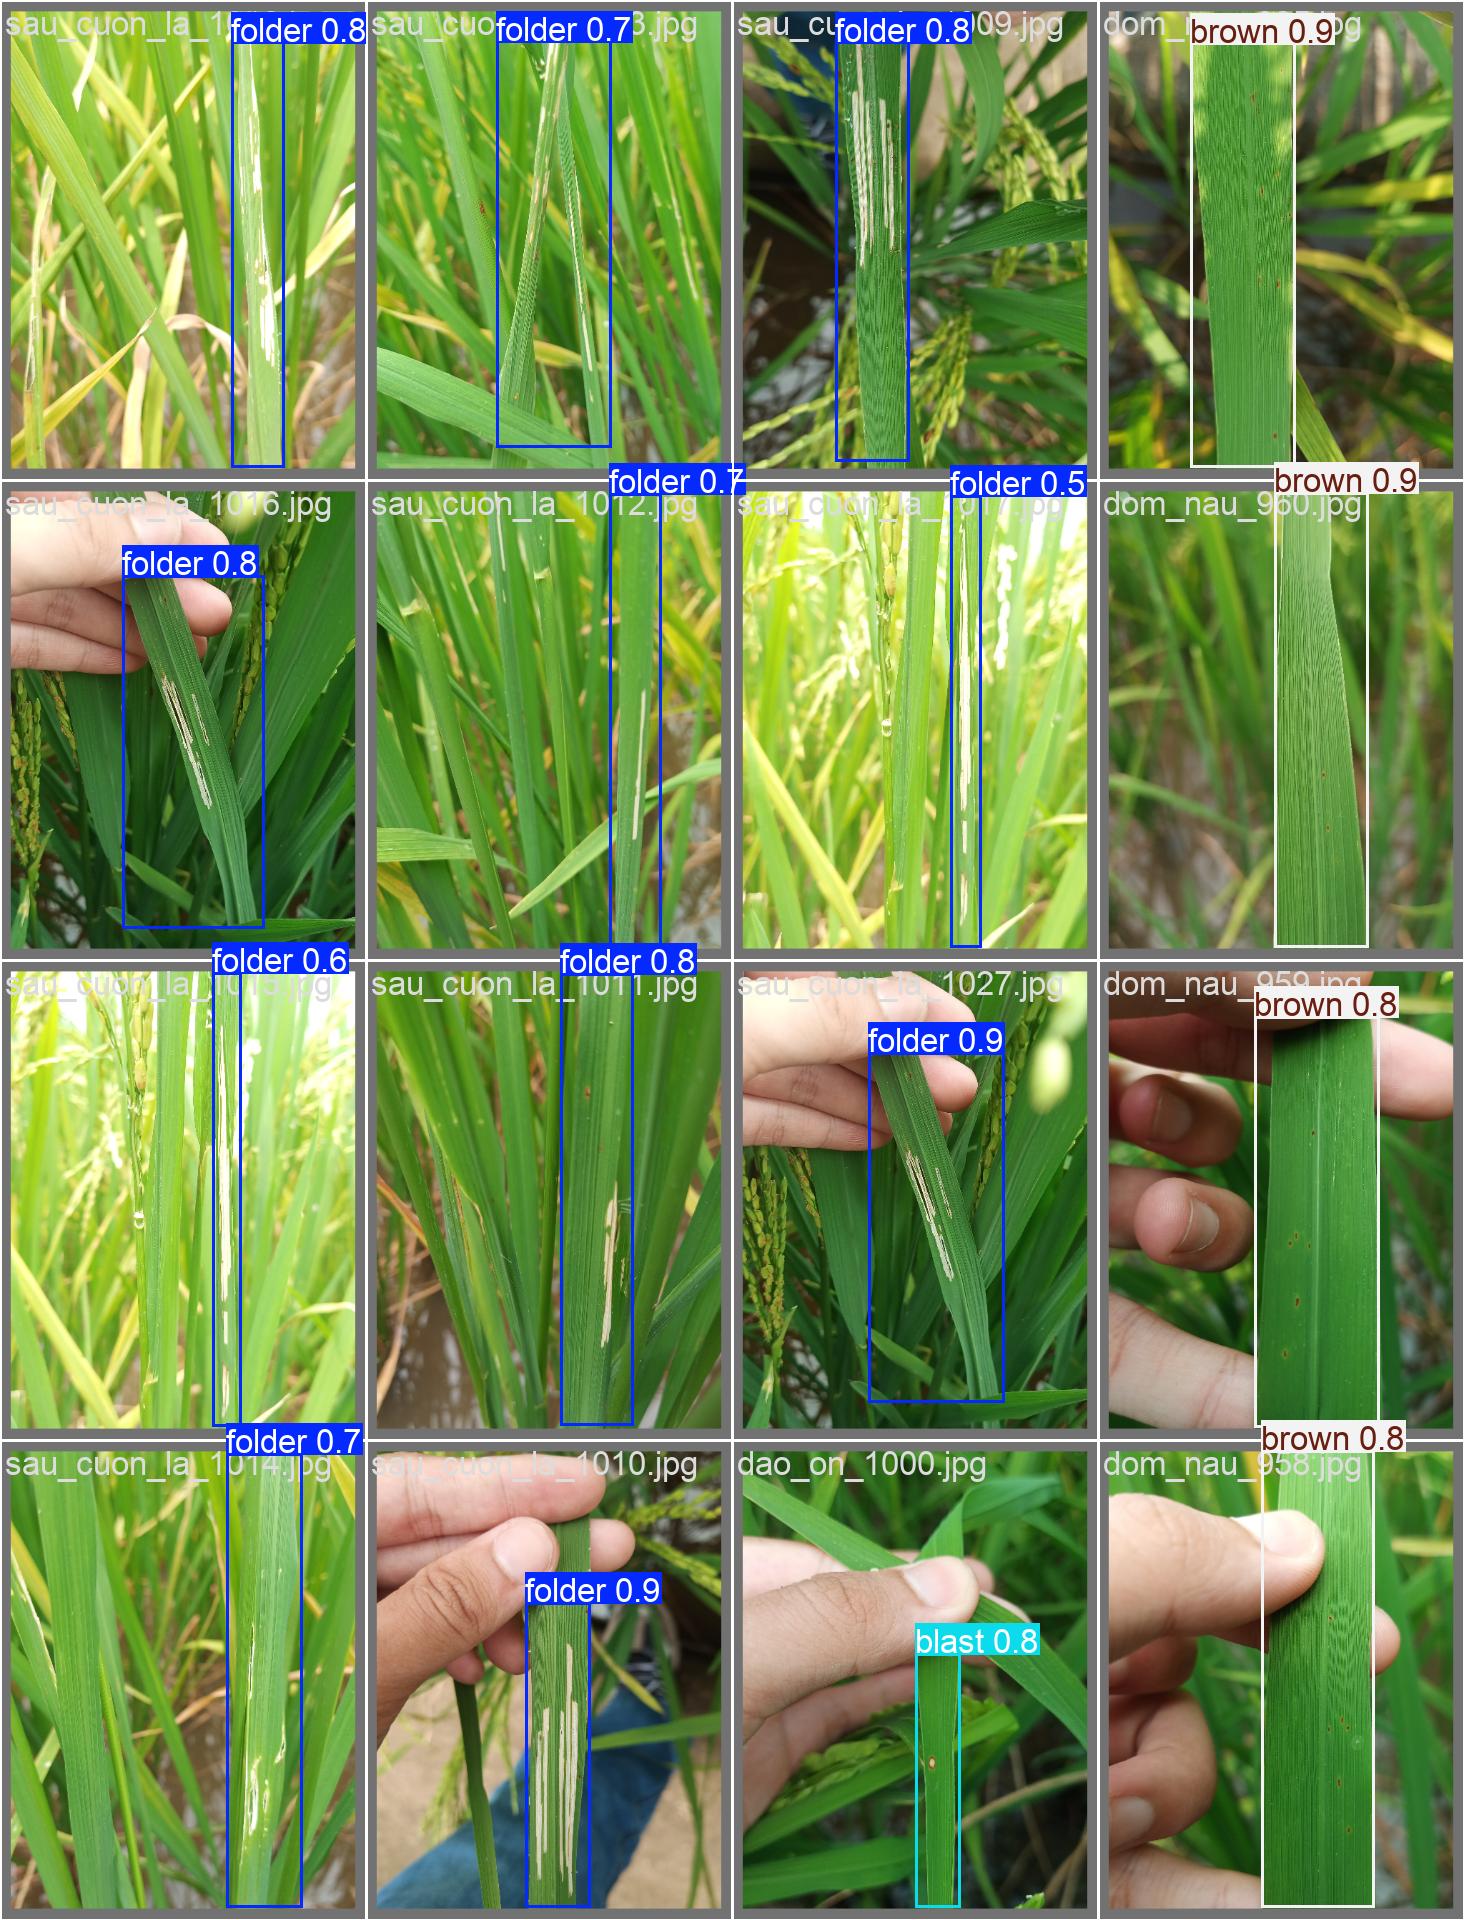 folder 0.8
folder 0.7
folder 0.8
brown 0.9
sau_cuon_la_1016.jpg
folder 0.8
sau_cuon_la_1012.jpg
folder 0.7
folder 0.5
dom_nau_960.jpg
brown 0.9
folder 0.6
sau_cuon_la_1011.jpg
folder 0.8
sau_cuon_la_1027.jpg
folder 0.9
dom_nau_959.jpg
brown 0.8
sau_cuon_la_1014.jpg
folder 0.7
sau_cuon_la_1010.jpg
folder 0.9
dao_on_1000.jpg
blast 0.8
dom_nau_958.jpg
brown 0.8